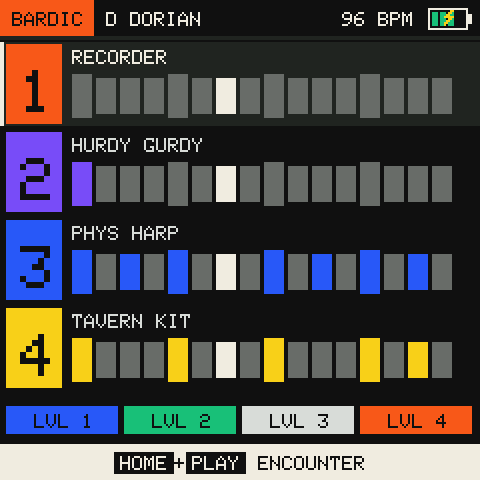 BARDIC D DORIAN 96 BPM
1 RECORDER
2 HURDY GURDY
3 PHYS HARP
4 TAVERN KIT
LVL 1 LVL 2 LVL 3 LVL 4
HOME+PLAY ENCOUNTER